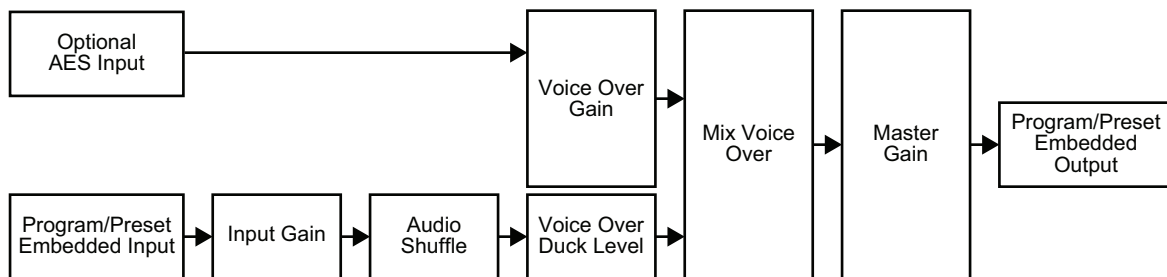 Optional
AES Input
Voice Over
Gain
Mix Voice
Over
Master
Gain
Program/Preset
Embedded
Output
Program/Preset
Embedded Input
Input Gain
Audio
Shuffle
Voice Over
Duck Level